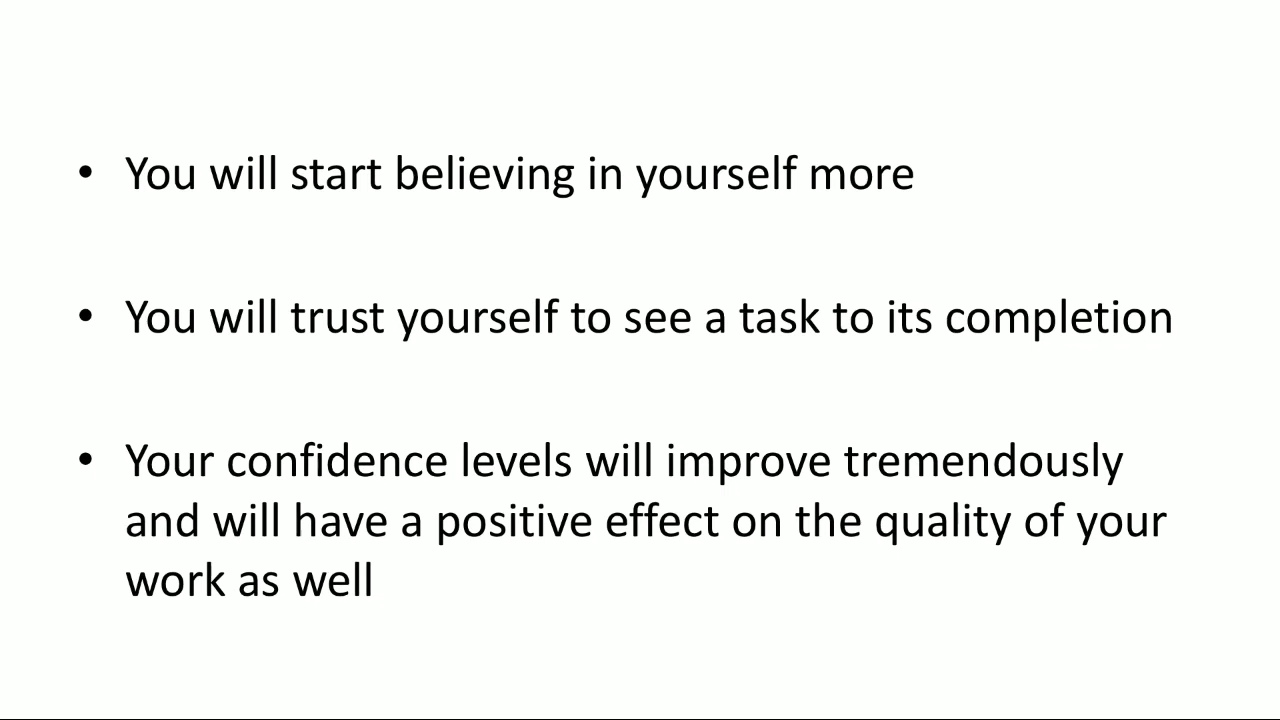 • You will start believing in yourself more
• You will trust yourself to see a task to its completion
• Your confidence levels will improve tremendously
and will have a positive effect on the quality of your
work as well